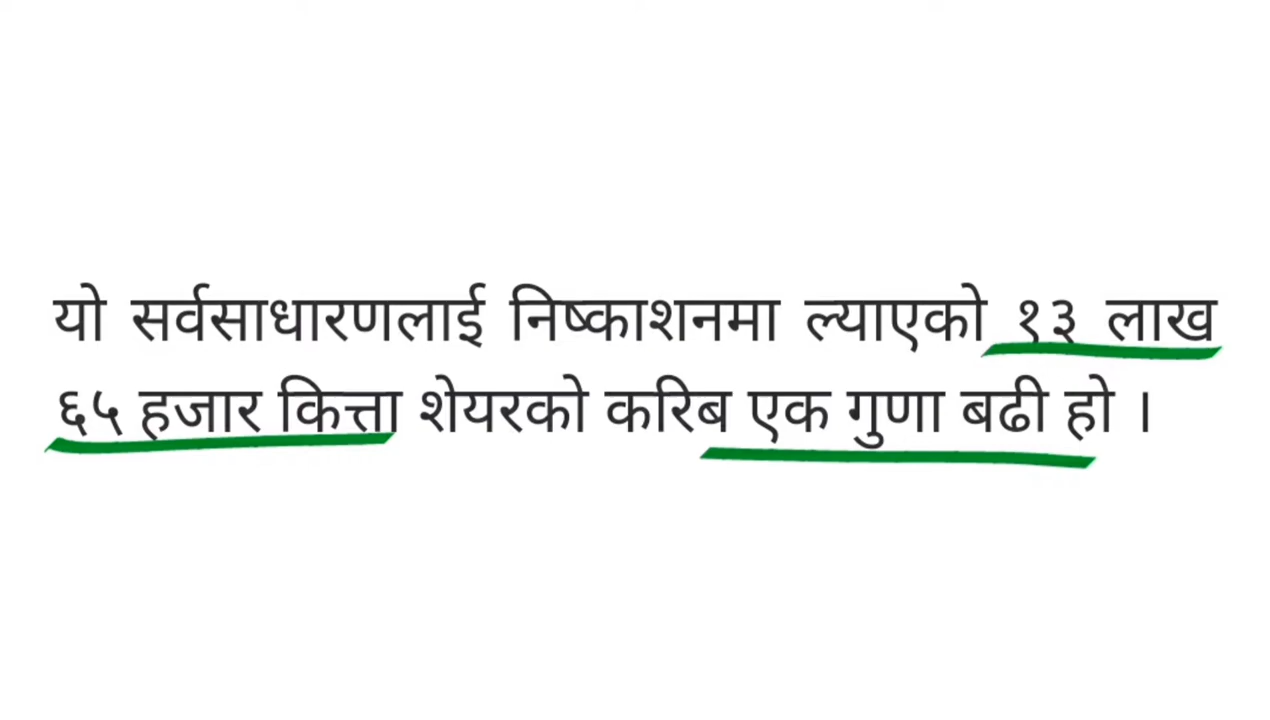 यो सर्वसाधारणलाई निष्काशनमा ल्याएको १३ लाख
६५ हजार कित्ता शेयरको करिब एक गुणा बढी हो ।